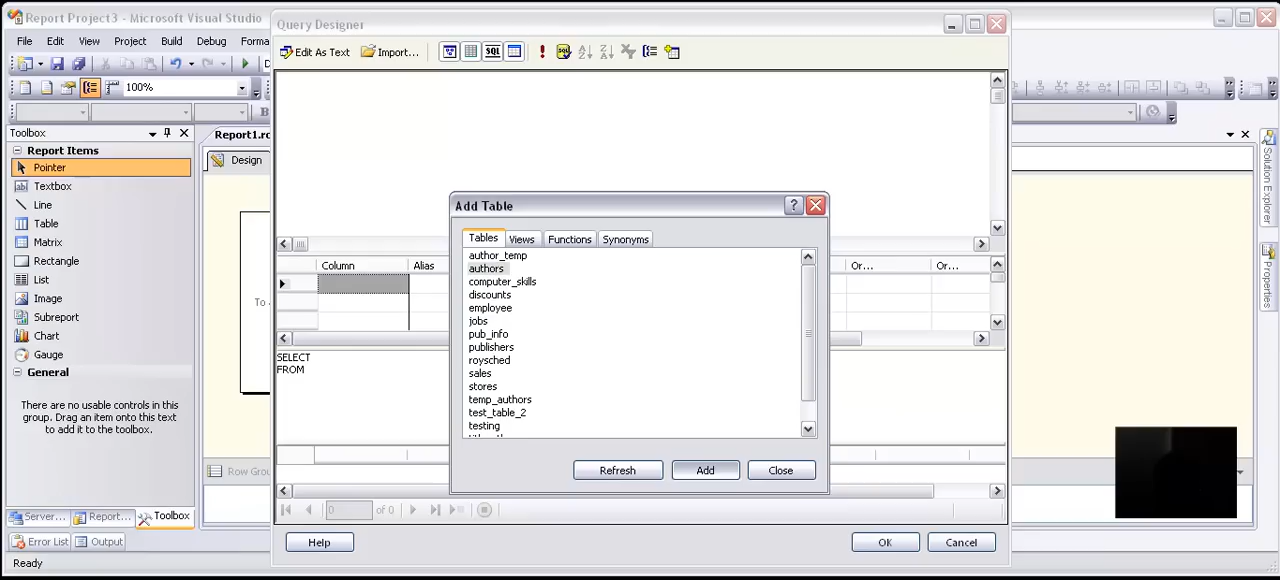 Report Project3 - Microsoft Visual Studio
File Edit View Project Build Debug Forma
100%
B
Toolbox
Report Items
Pointer
Textbox
Line
Table
Matrix
Rectangle
List
Image
Subreport
Chart
Gauge
General
There are no usable controls in this
group. Drag an item onto this text
to add it to the toolbox.
Server... Report... Toolbox
Error List Output
Ready
Report1.r
Design
To
Row Gro
Query Designer
Edit As Text Import...
SQL
Column Alias Or... Or...
SELECT
FROM
0 of 0
Help OK Cancel
Add Table
Tables Views Functions Synonyms
author_temp
authors
computer_skills
discounts
employee
jobs
pub_info
publishers
roysched
sales
stores
temp_authors
test_table_2
testing
Refresh Add Close
Solution Explorer
Properties